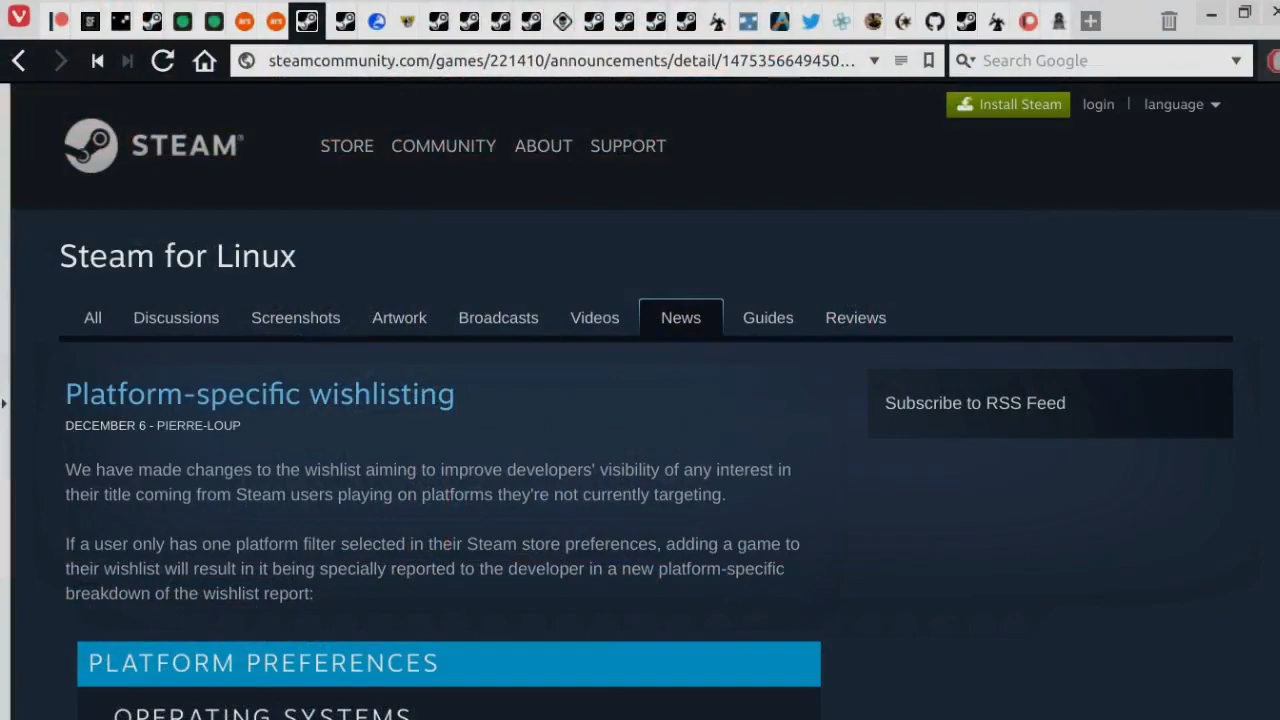 steamcommunity.com/games/221410/announcements/detail/1475356649450...
Search Google
Install Steam
login
language
STEAM®
STORE
COMMUNITY
ABOUT
SUPPORT
Steam for Linux
All
Discussions
Screenshots
Artwork
Broadcasts
Videos
News
Guides
Reviews
Platform-specific wishlisting
DECEMBER 6 - PIERRE-LOUP
Subscribe to RSS Feed
We have made changes to the wishlist aiming to improve developers' visibility of any interest in
their title coming from Steam users playing on platforms they're not currently targeting.
If a user only has one platform filter selected in their Steam store preferences, adding a game to
their wishlist will result in it being specially reported to the developer in a new platform-specific
breakdown of the wishlist report:
PLATFORM PREFERENCES
OPERATING SYSTEMS